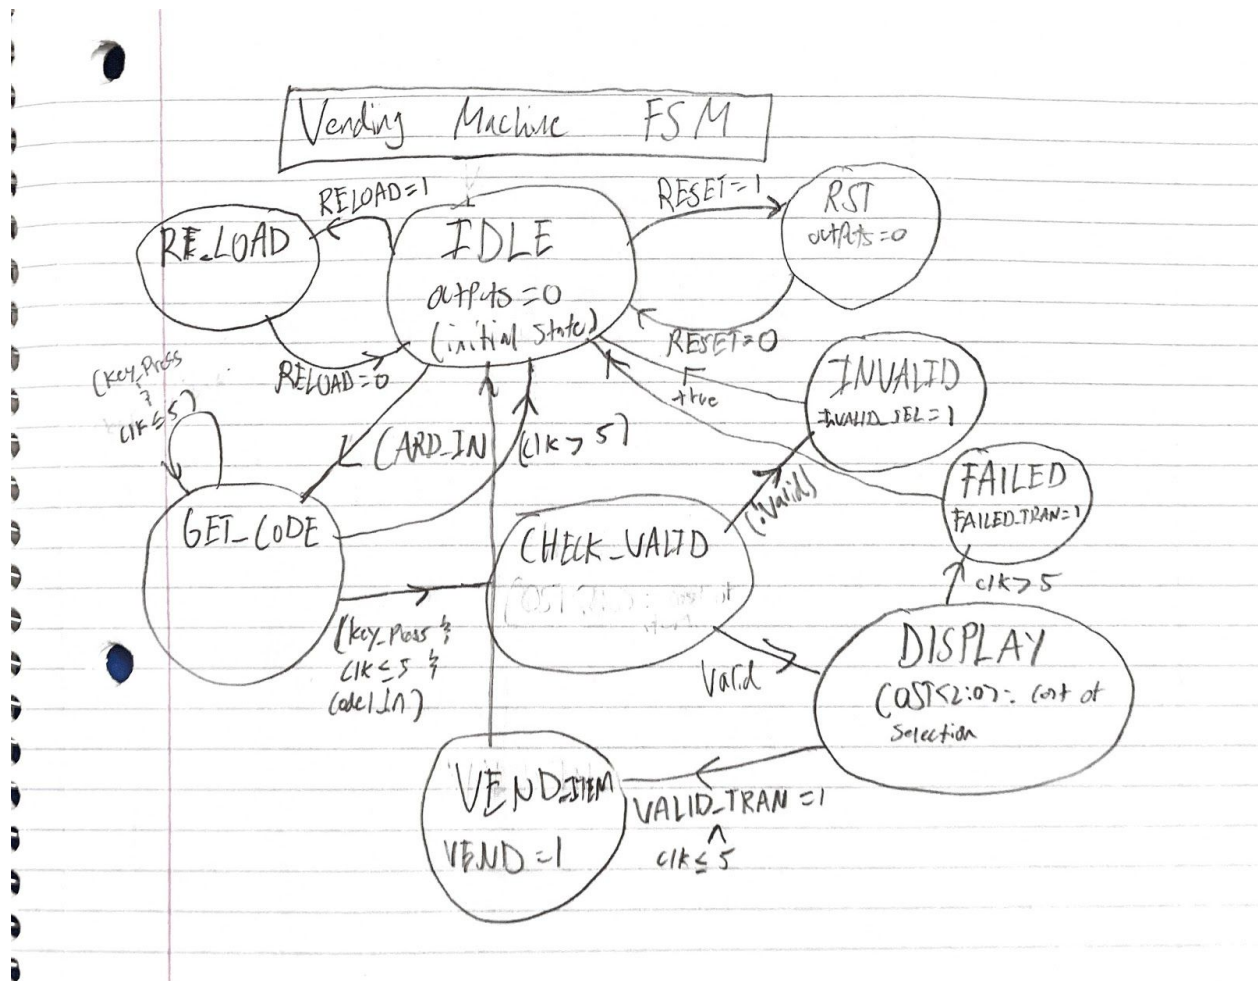 Vending Machine FSM
RELOAD=1
RESET=1
RE_LOAD
IDLE
outputs=0
(initial state)
RST
outputs=0
RELOAD=0
RESET=0
true
(key_press
&
clk≤5)
CARD_IN
(clk > 5)
INVALID
INVALID_SEL=1
(!valid)
FAILED
FAILED_TRAN=1
GET_CODE
CHECK_VALID
clk>5
(key_press &
clk≤5 &
valid
DISPLAY
COST<2:0>= cost of
selection
VEND_ITEM
VEND=1
VALID_TRAN=1
^
clk≤5